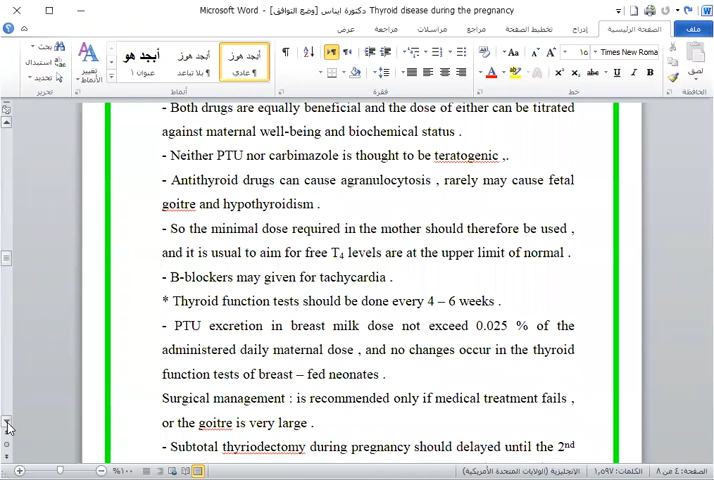 Microsoft Word - [وضع التوافق] دكتورة ايناس Thyroid disease during the pregnancy
ملف الصفحة الرئيسية إدراج تخطيط الصفحة مراجع مراسلات مراجعة عرض
لصق Times New Roma ١٥ أبجد هوز أبجد هوز أبجد هو تغيير الأنماط بحث
استبدال
¶ عادي ¶ بلا تباعد عنوان ١ تحديد
الحافظة خط فقرة أنماط تحرير
- Both drugs are equally beneficial and the dose of either can be titrated
against maternal well-being and biochemical status .
- Neither PTU nor carbimazole is thought to be teratogenic ,.
- Antithyroid drugs can cause agranulocytosis , rarely may cause fetal
goitre and hypothyroidism .
- So the minimal dose required in the mother should therefore be used ,
and it is usual to aim for free T4 levels are at the upper limit of normal .
- B-blockers may given for tachycardia .
* Thyroid function tests should be done every 4 – 6 weeks .
- PTU excretion in breast milk dose not exceed 0.025 % of the
administered daily maternal dose , and no changes occur in the thyroid
function tests of breast – fed neonates .
Surgical management : is recommended only if medical treatment fails ,
or the goitre is very large .
- Subtotal thyriodectomy during pregnancy should delayed until the 2nd
الصفحة: ٤ من ٨ الكلمات: ١,٥٩٧ الإنجليزية (الولايات المتحدة الأمريكية) ١٠٠%